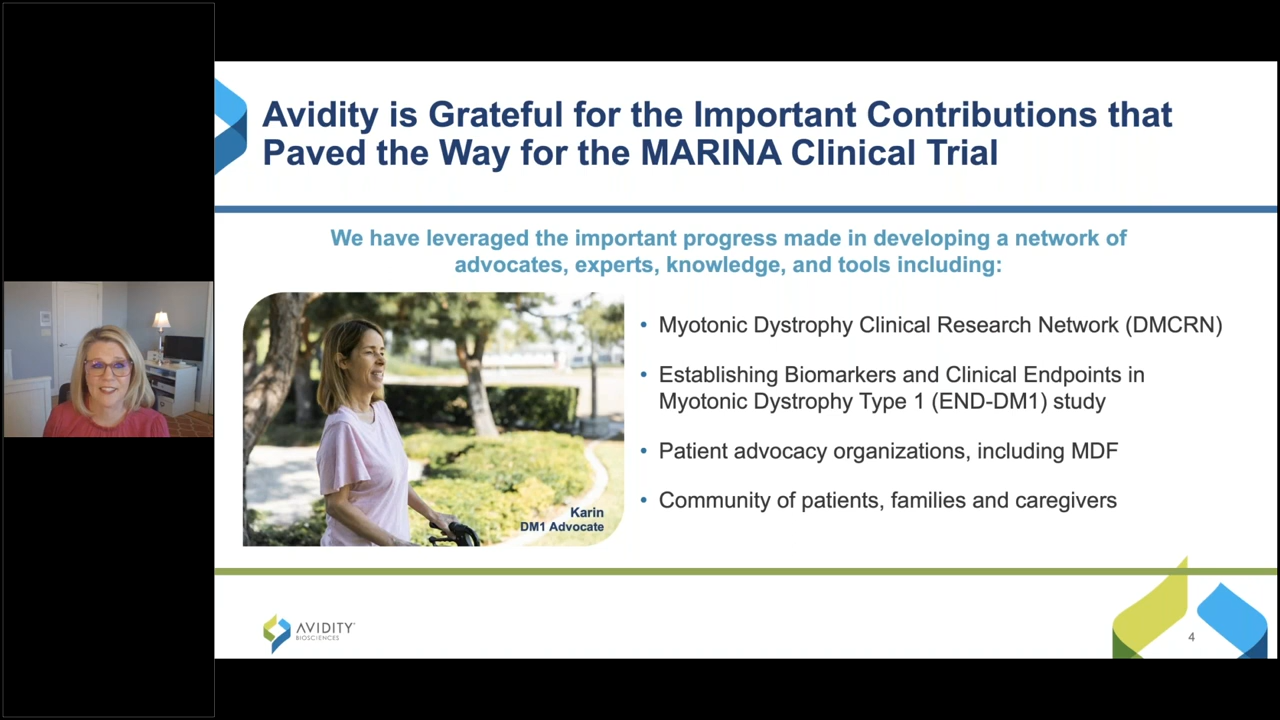 Avidity is Grateful for the Important Contributions that
Paved the Way for the MARINA Clinical Trial
We have leveraged the important progress made in developing a network of
advocates, experts, knowledge, and tools including:
• Myotonic Dystrophy Clinical Research Network (DMCRN)
• Establishing Biomarkers and Clinical Endpoints in
Myotonic Dystrophy Type 1 (END-DM1) study
• Patient advocacy organizations, including MDF
• Community of patients, families and caregivers
Karin
DM1 Advocate
AVIDITY™
BIOSCIENCES
4